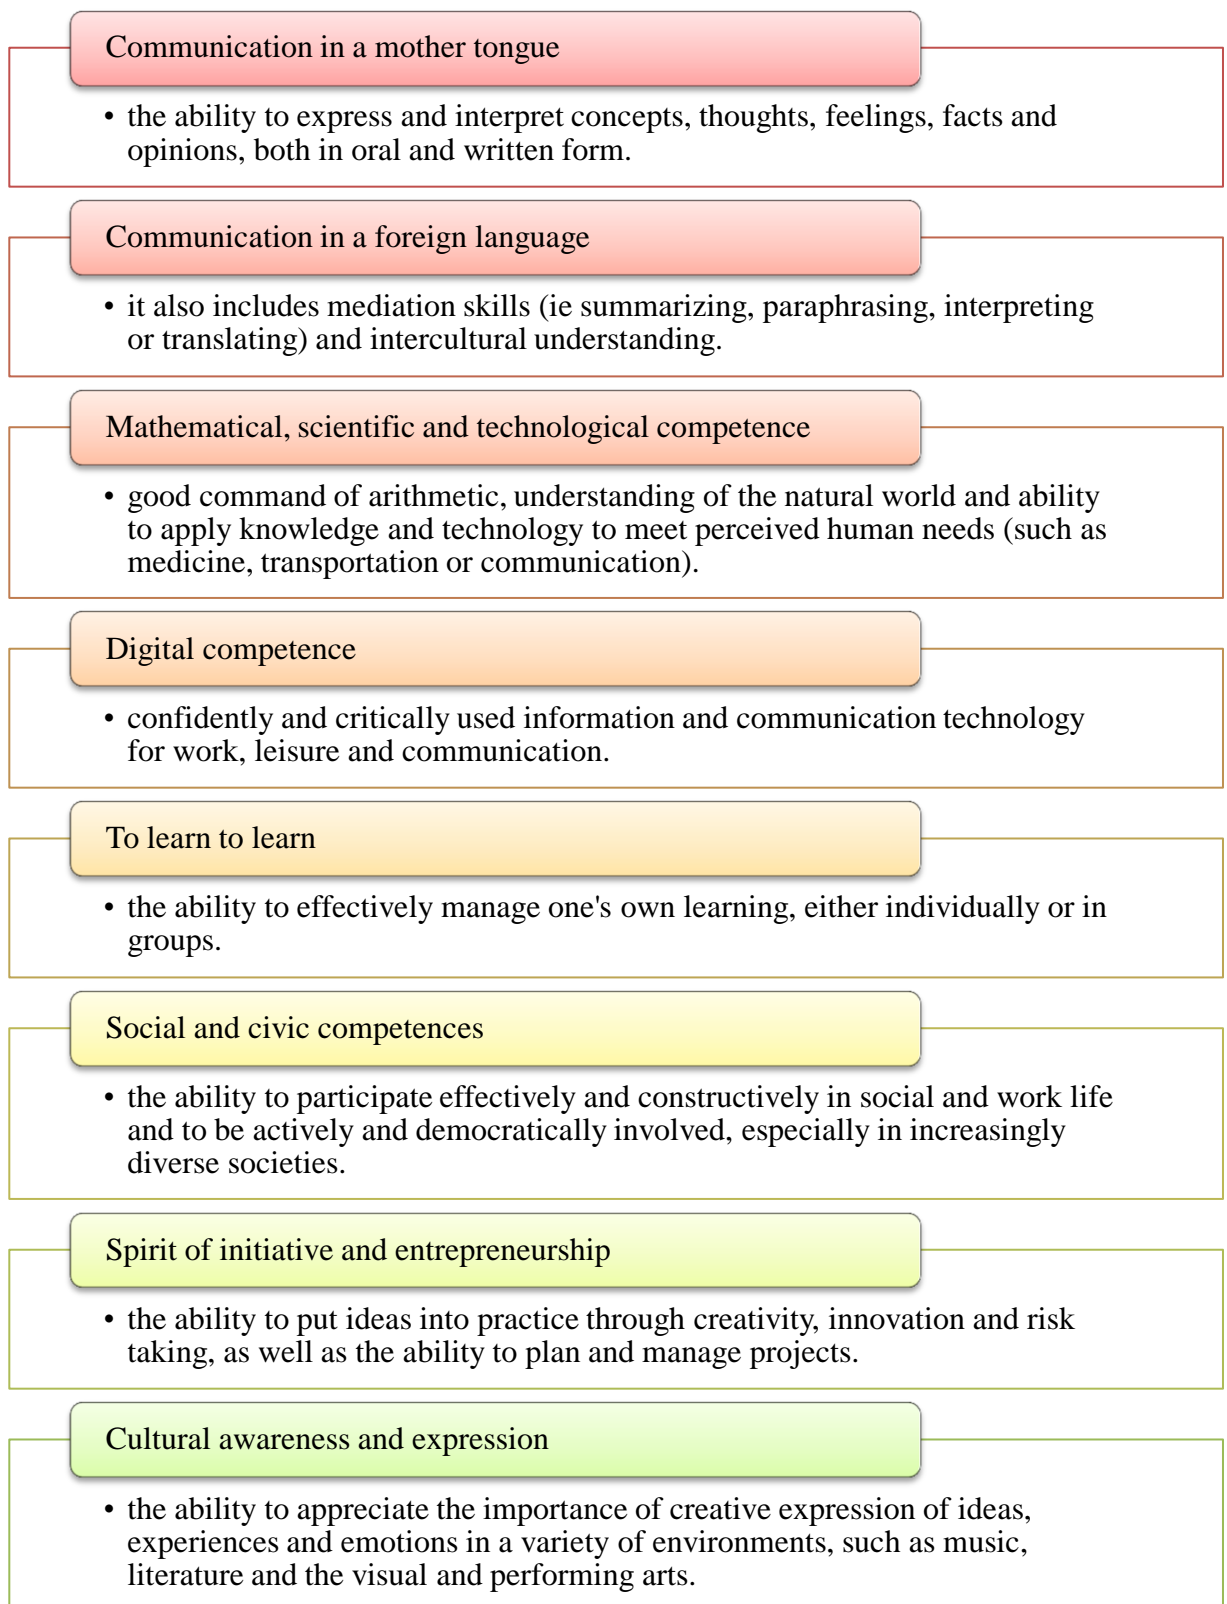 Communication in a mother tongue
• the ability to express and interpret concepts, thoughts, feelings, facts and
opinions, both in oral and written form.
Communication in a foreign language
• it also includes mediation skills (ie summarizing, paraphrasing, interpreting
or translating) and intercultural understanding.
Mathematical, scientific and technological competence
• good command of arithmetic, understanding of the natural world and ability
to apply knowledge and technology to meet perceived human needs (such as
medicine, transportation or communication).
Digital competence
• confidently and critically used information and communication technology
for work, leisure and communication.
To learn to learn
• the ability to effectively manage one's own learning, either individually or in
groups.
Social and civic competences
• the ability to participate effectively and constructively in social and work life
and to be actively and democratically involved, especially in increasingly
diverse societies.
Spirit of initiative and entrepreneurship
• the ability to put ideas into practice through creativity, innovation and risk
taking, as well as the ability to plan and manage projects.
Cultural awareness and expression
• the ability to appreciate the importance of creative expression of ideas,
experiences and emotions in a variety of environments, such as music,
literature and the visual and performing arts.